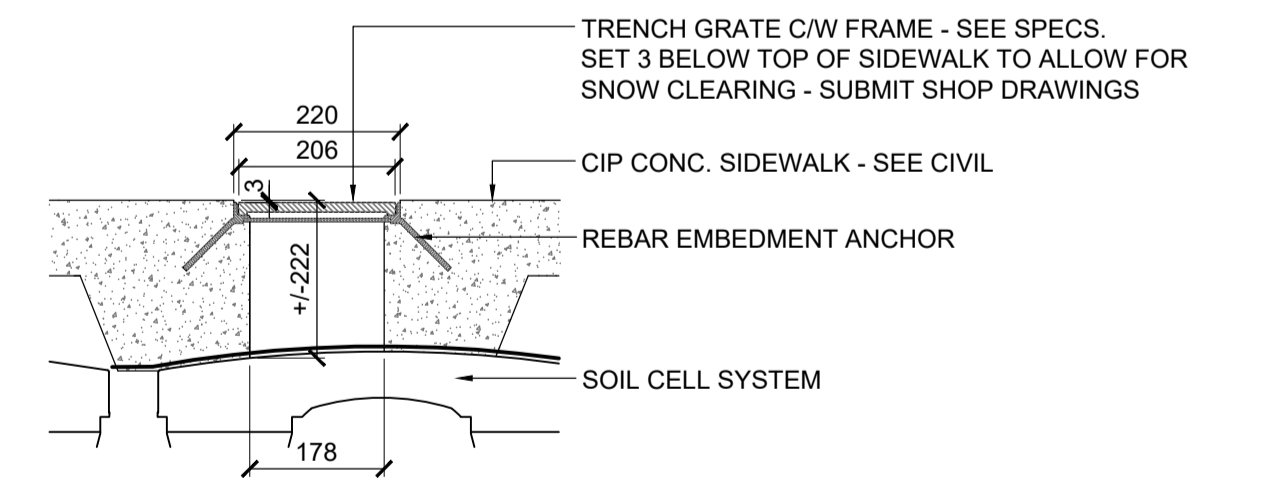 TRENCH GRATE C/W FRAME - SEE SPECS.
SET 3 BELOW TOP OF SIDEWALK TO ALLOW FOR
SNOW CLEARING - SUBMIT SHOP DRAWINGS
220
206
CIP CONC. SIDEWALK - SEE CIVIL
3
REBAR EMBEDMENT ANCHOR
+/-222
SOIL CELL SYSTEM
178